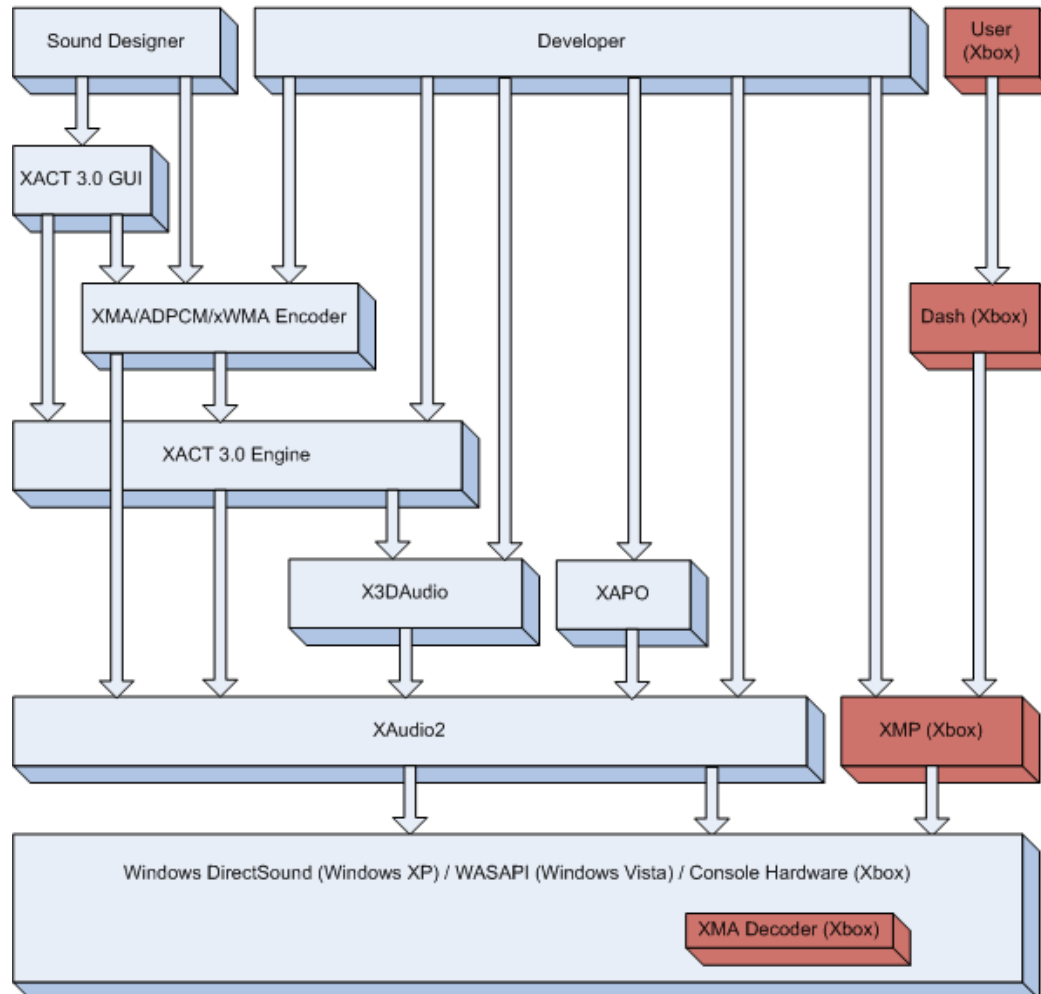 Sound Designer
Developer
User
(Xbox)
XACT 3.0 GUI
XMA/ADPCM/xWMA Encoder
Dash (Xbox)
XACT 3.0 Engine
X3DAudio
XAPO
XAudio2
XMP (Xbox)
Windows DirectSound (Windows XP) / WASAPI (Windows Vista) / Console Hardware (Xbox)
XMA Decoder (Xbox)